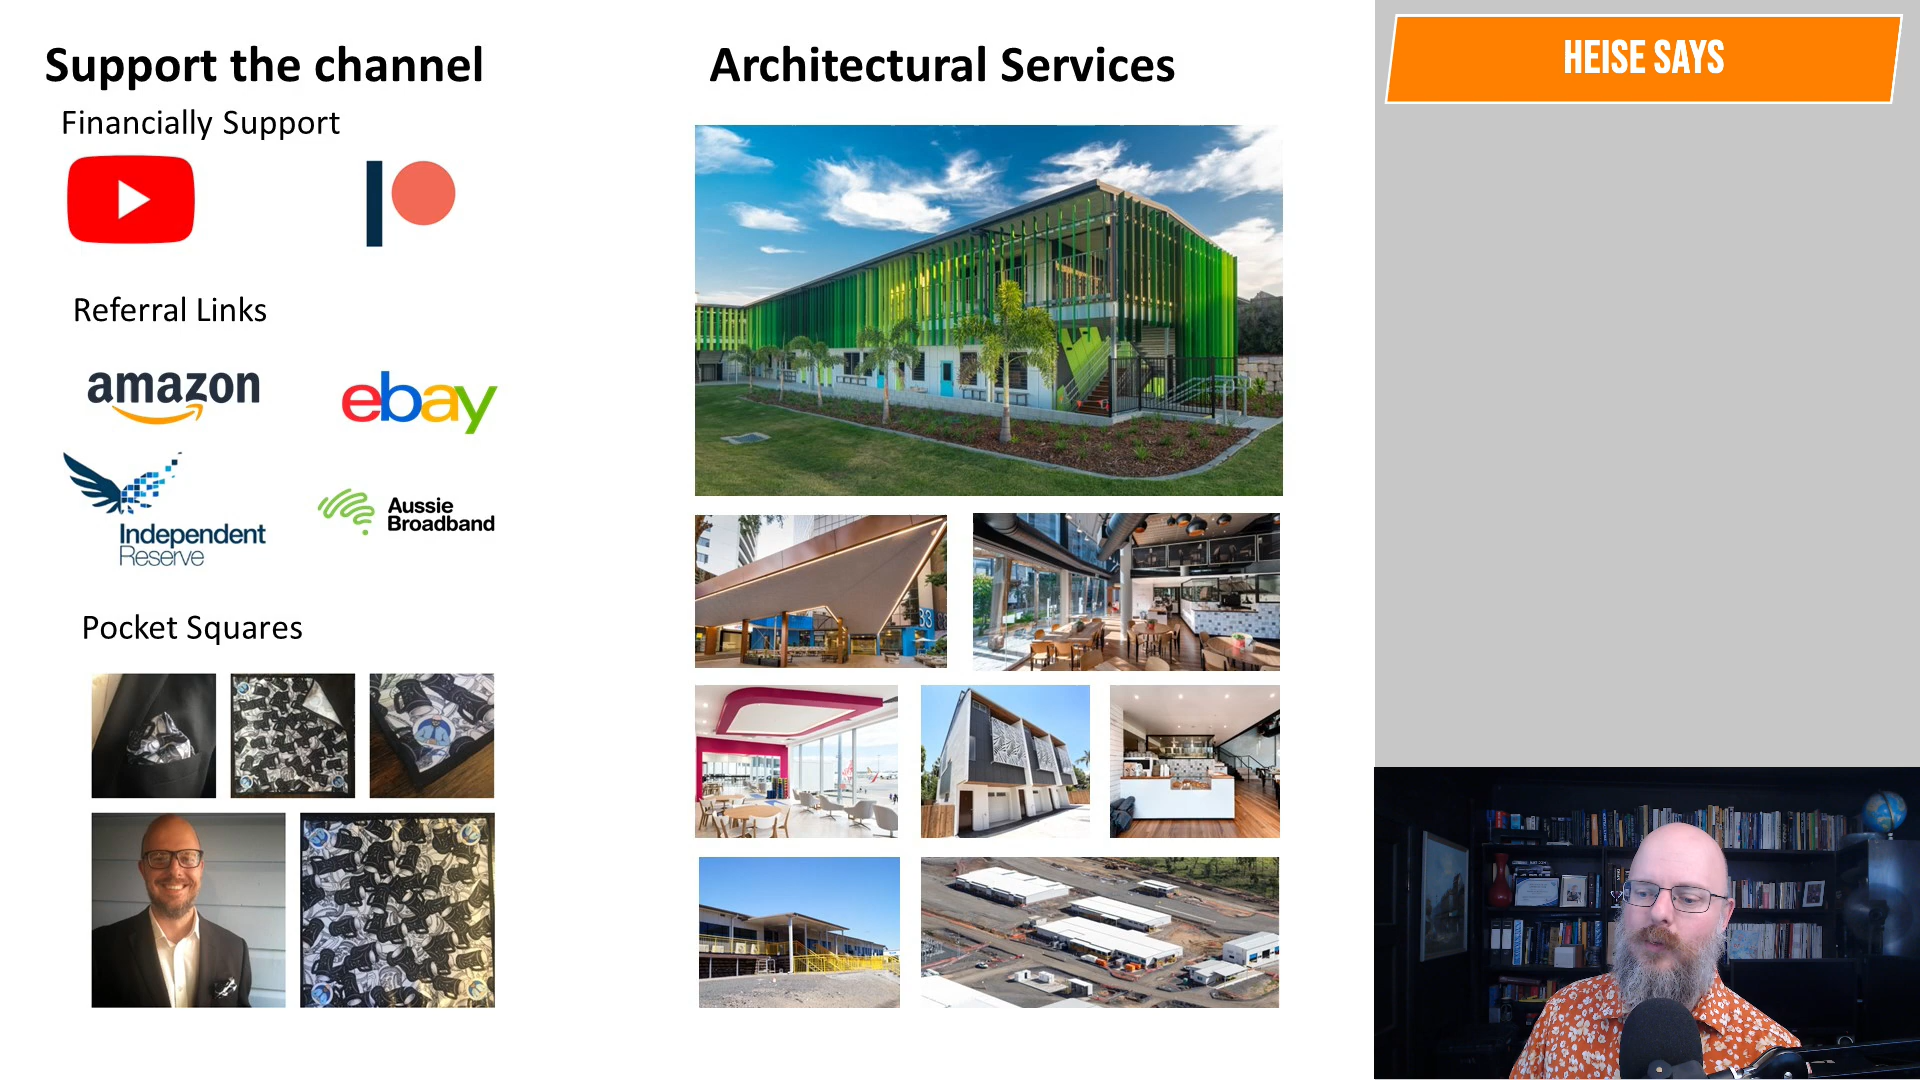 Support the channel
Financially Support
Referral Links
amazon
ebay
Independent
Reserve
Aussie
Broadband
Pocket Squares
Architectural Services
33
HEISE SAYS